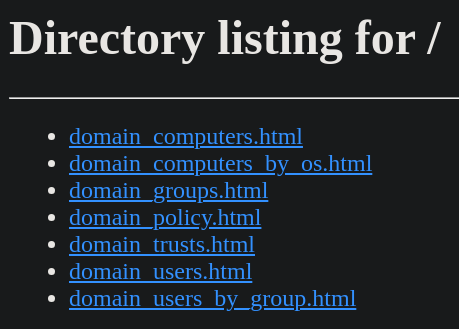 Directory listing for /
domain_computers.html
domain_computers_by_os.html
domain_groups.html
domain_policy.html
domain_trusts.html
domain_users.html
domain_users_by_group.html